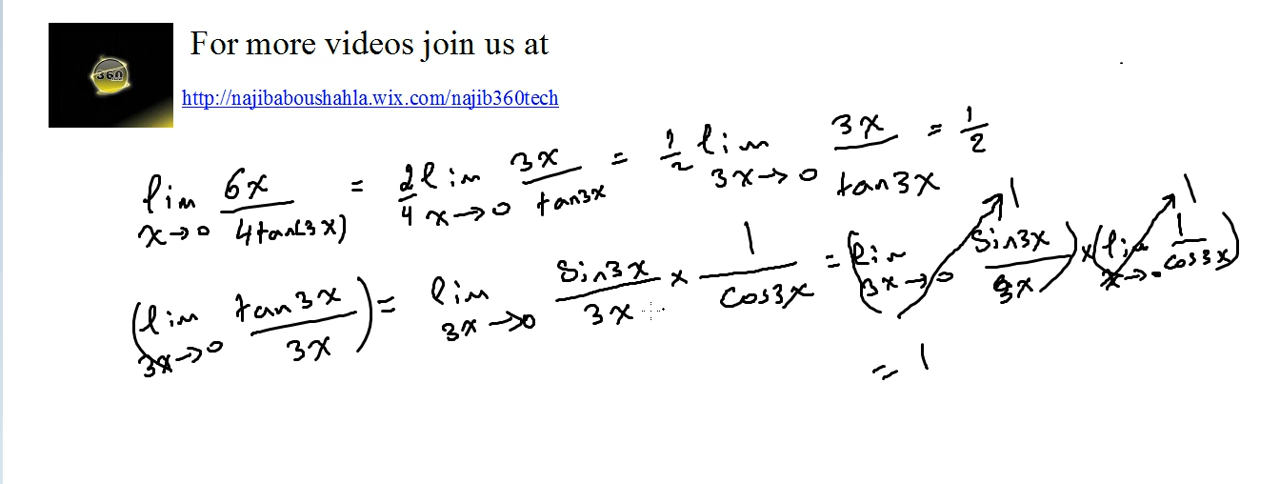 For more videos join us at
360
http://najibaboushahla.wix.com/najib360tech
lim x→0 6x / 4tan(3x) = 2/4 lim x→0 3x / tan3x = 1/2 lim 3x→0 3x / tan3x = 1/2
(lim 3x→0 tan3x / 3x) = lim 3x→0 sin3x / 3x × 1 / cos3x = (lim 3x→0 sin3x / 3x) × (lim x→0 1 / cos3x)
1 1
= 1